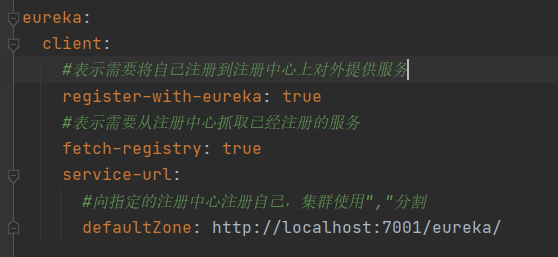 eureka:
client:
#表示需要将自己注册到注册中心上对外提供服务
register-with-eureka: true
#表示需要从注册中心抓取已经注册的服务
fetch-registry: true
service-url:
#向指定的注册中心注册自己，集群使用","分割
defaultZone: http://localhost:7001/eureka/